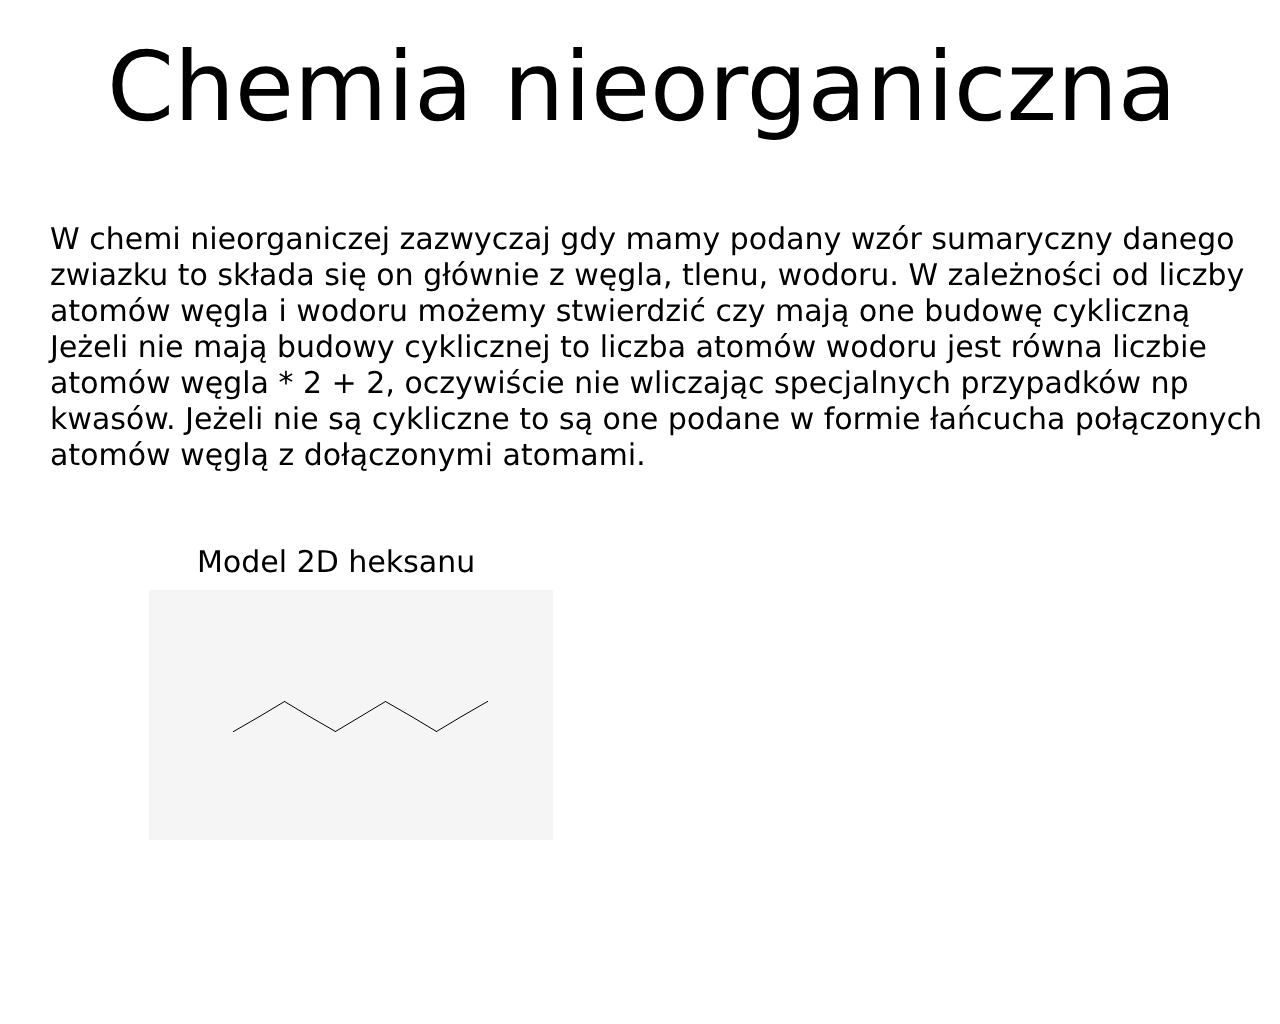 Chemia nieorganiczna
W chemi nieorganiczej zazwyczaj gdy mamy podany wzór sumaryczny danego
zwiazku to składa się on głównie z węgla, tlenu, wodoru. W zależności od liczby
atomów węgla i wodoru możemy stwierdzić czy mają one budowę cykliczną
Jeżeli nie mają budowy cyklicznej to liczba atomów wodoru jest równa liczbie
atomów węgla * 2 + 2, oczywiście nie wliczając specjalnych przypadków np
kwasów. Jeżeli nie są cykliczne to są one podane w formie łańcucha połączonych
atomów węglą z dołączonymi atomami.
Model 2D heksanu